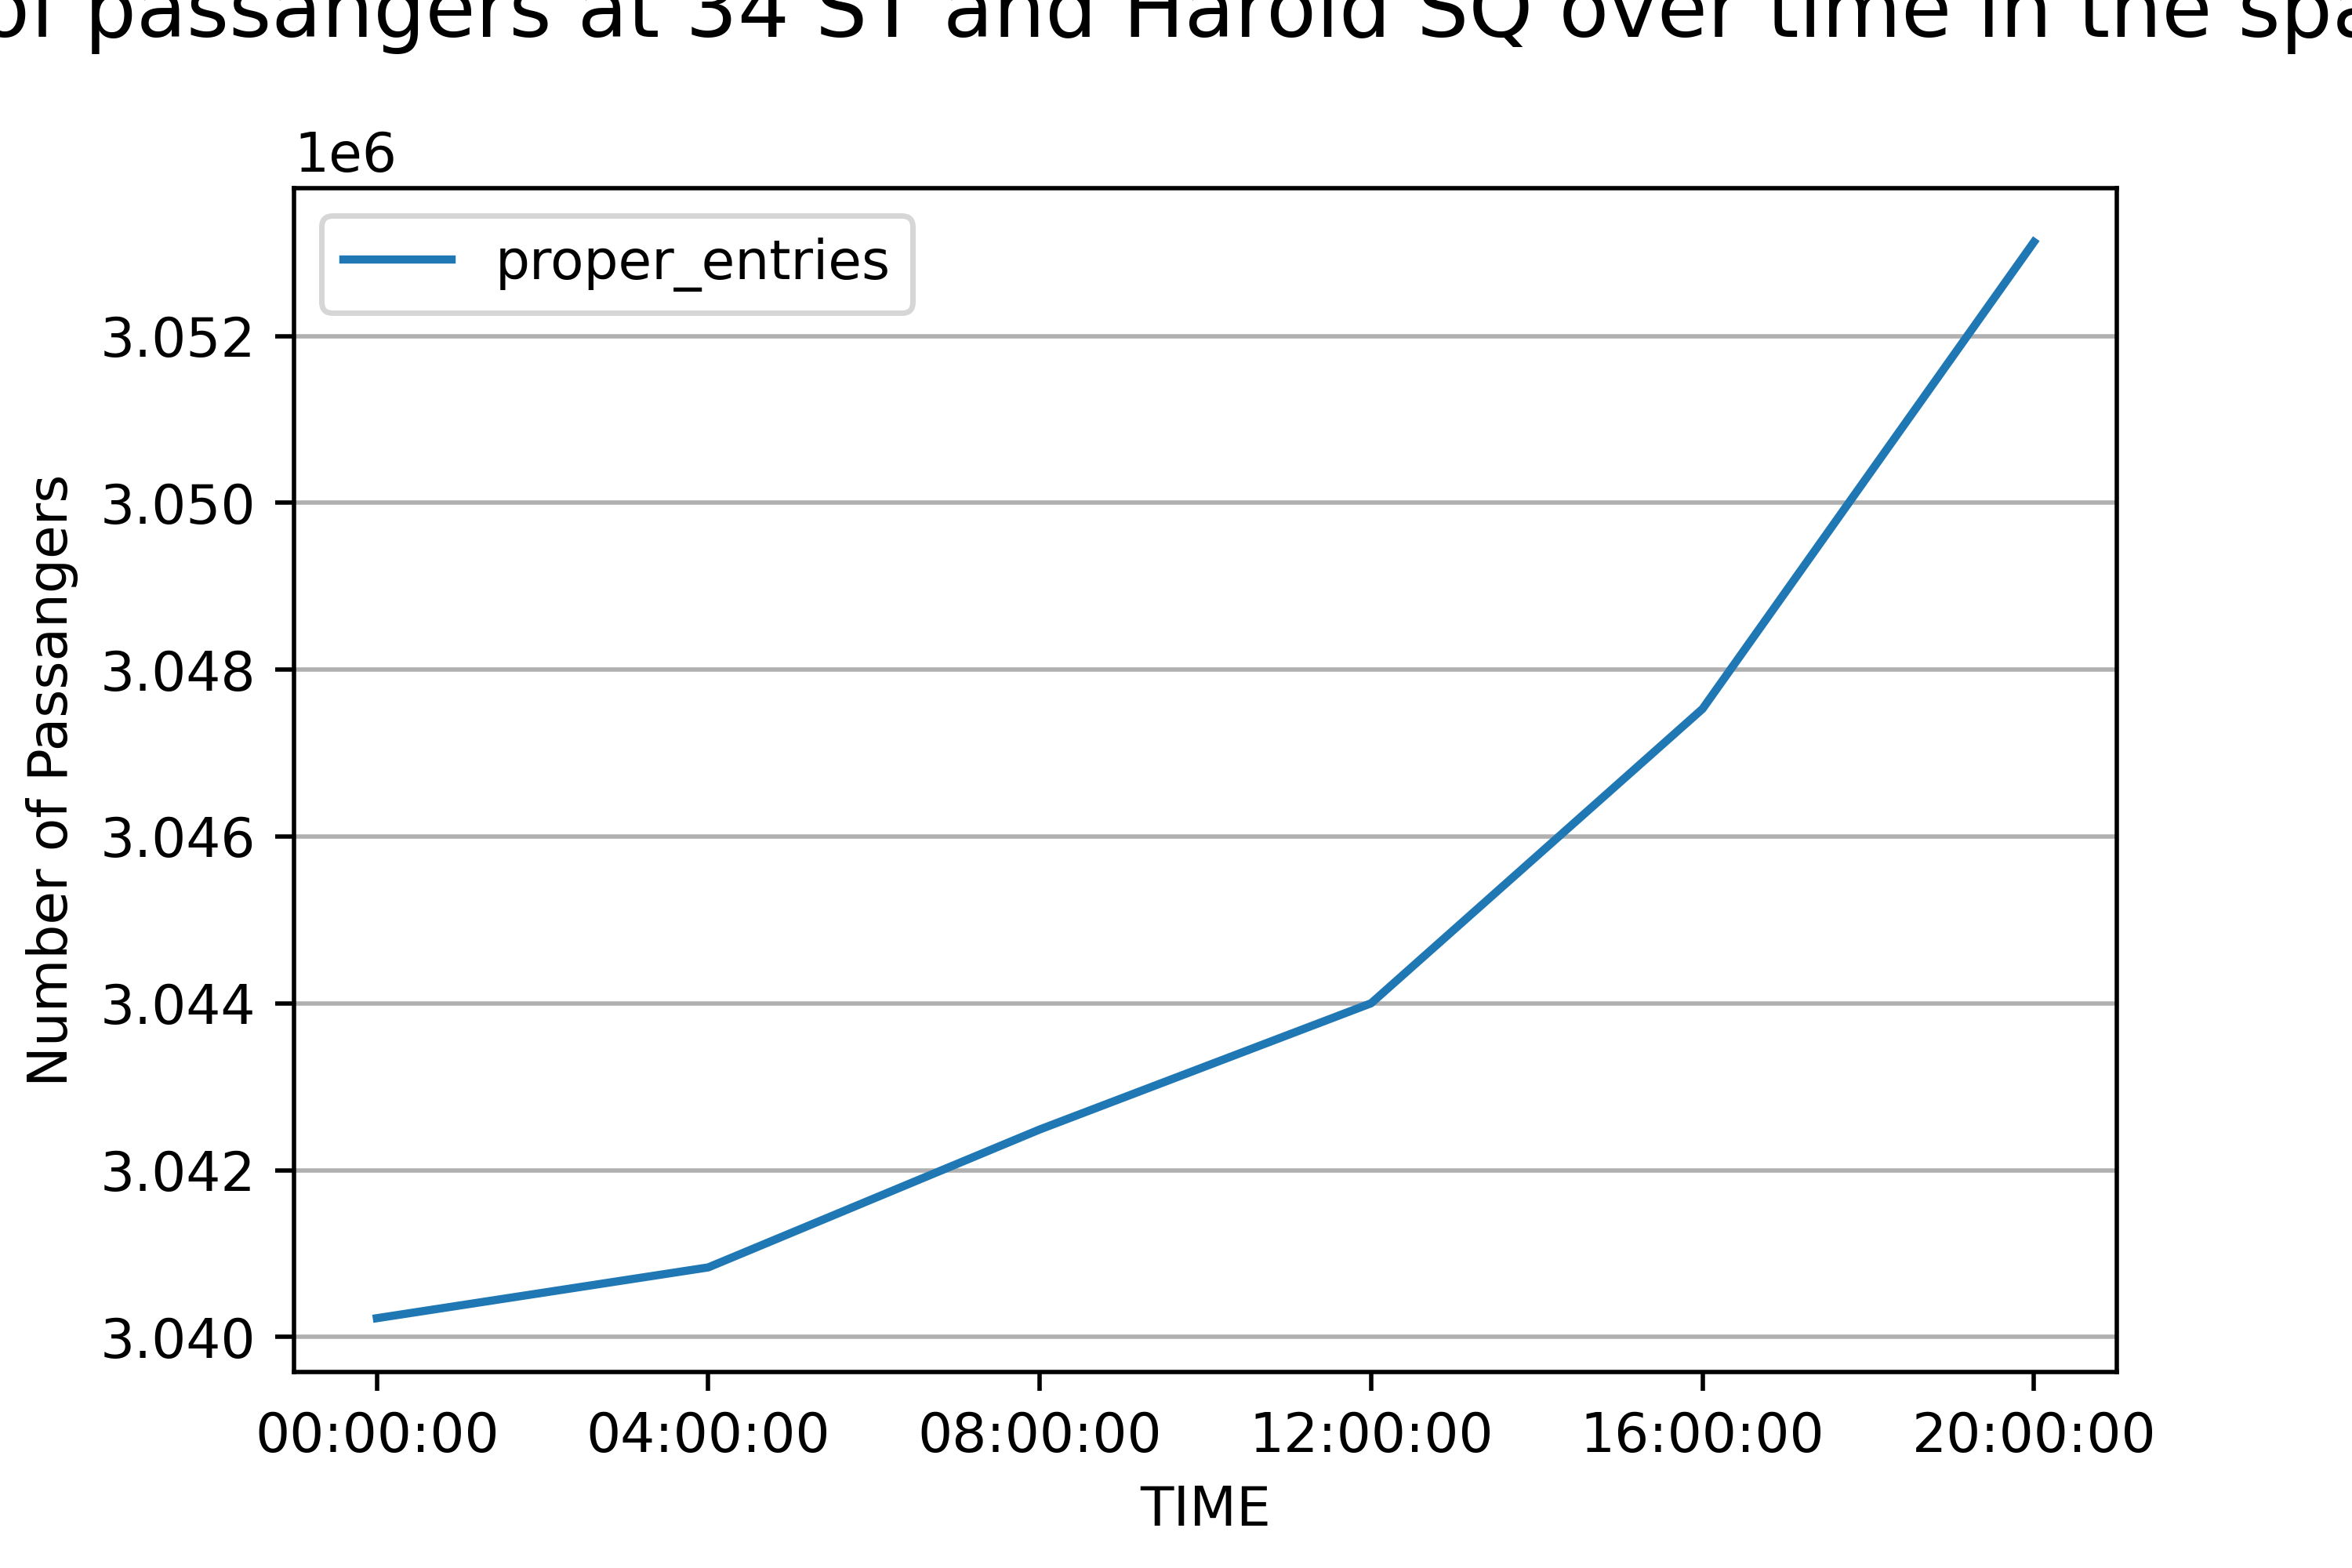 of passangers at 34 ST and Harold SQ over time in the spa
1e6
proper_entries
3.052
3.050
3.048
3.046
3.044
3.042
3.040
Number of Passangers
00:00:00 04:00:00 08:00:00 12:00:00 16:00:00 20:00:00
TIME